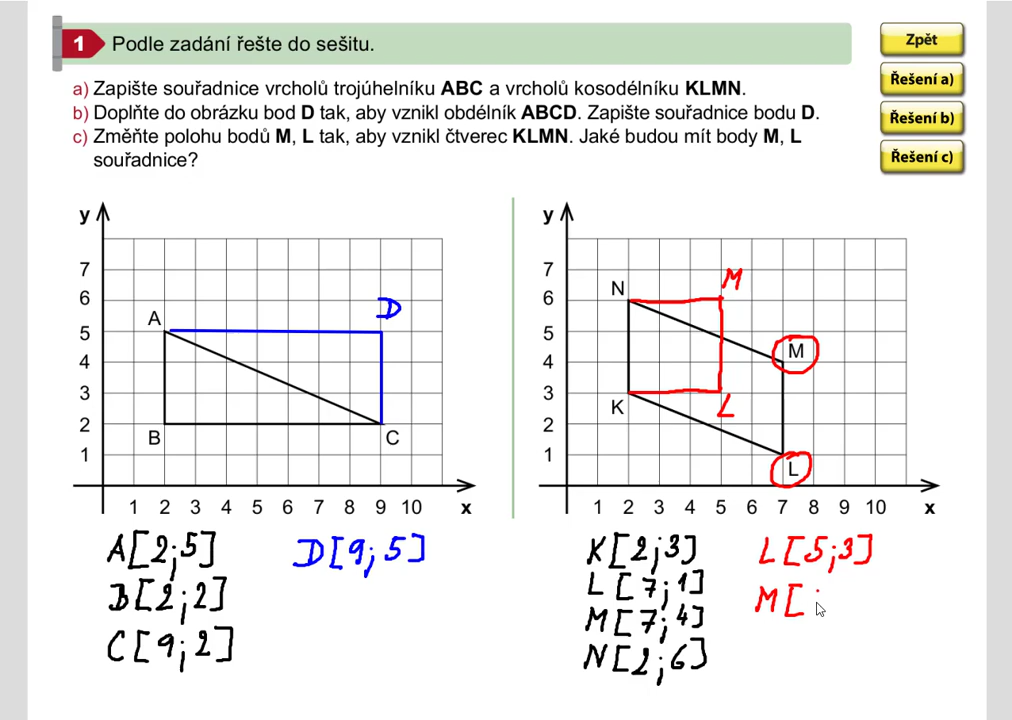 1 Podle zadání řešte do sešitu.
Zpět
Řešení a)
Řešení b)
Řešení c)
a) Zapište souřadnice vrcholů trojúhelníku ABC a vrcholů kosodélníku KLMN.
b) Doplňte do obrázku bod D tak, aby vznikl obdélník ABCD. Zapište souřadnice bodu D.
c) Změňte polohu bodů M, L tak, aby vznikl čtverec KLMN. Jaké budou mít body M, L
souřadnice?
y
7
6
5
4
3
2
1
A
D
B
C
1 2 3 4 5 6 7 8 9 10 x
A[2;5]
B[2;2]
C[9;2]
D[9;5]
y
7
6
5
4
3
2
1
N
M
M
K
L
L
1 2 3 4 5 6 7 8 9 10 x
K[2;3]
L[7;1]
M[7;4]
N[2;6]
L[5;3]
M[